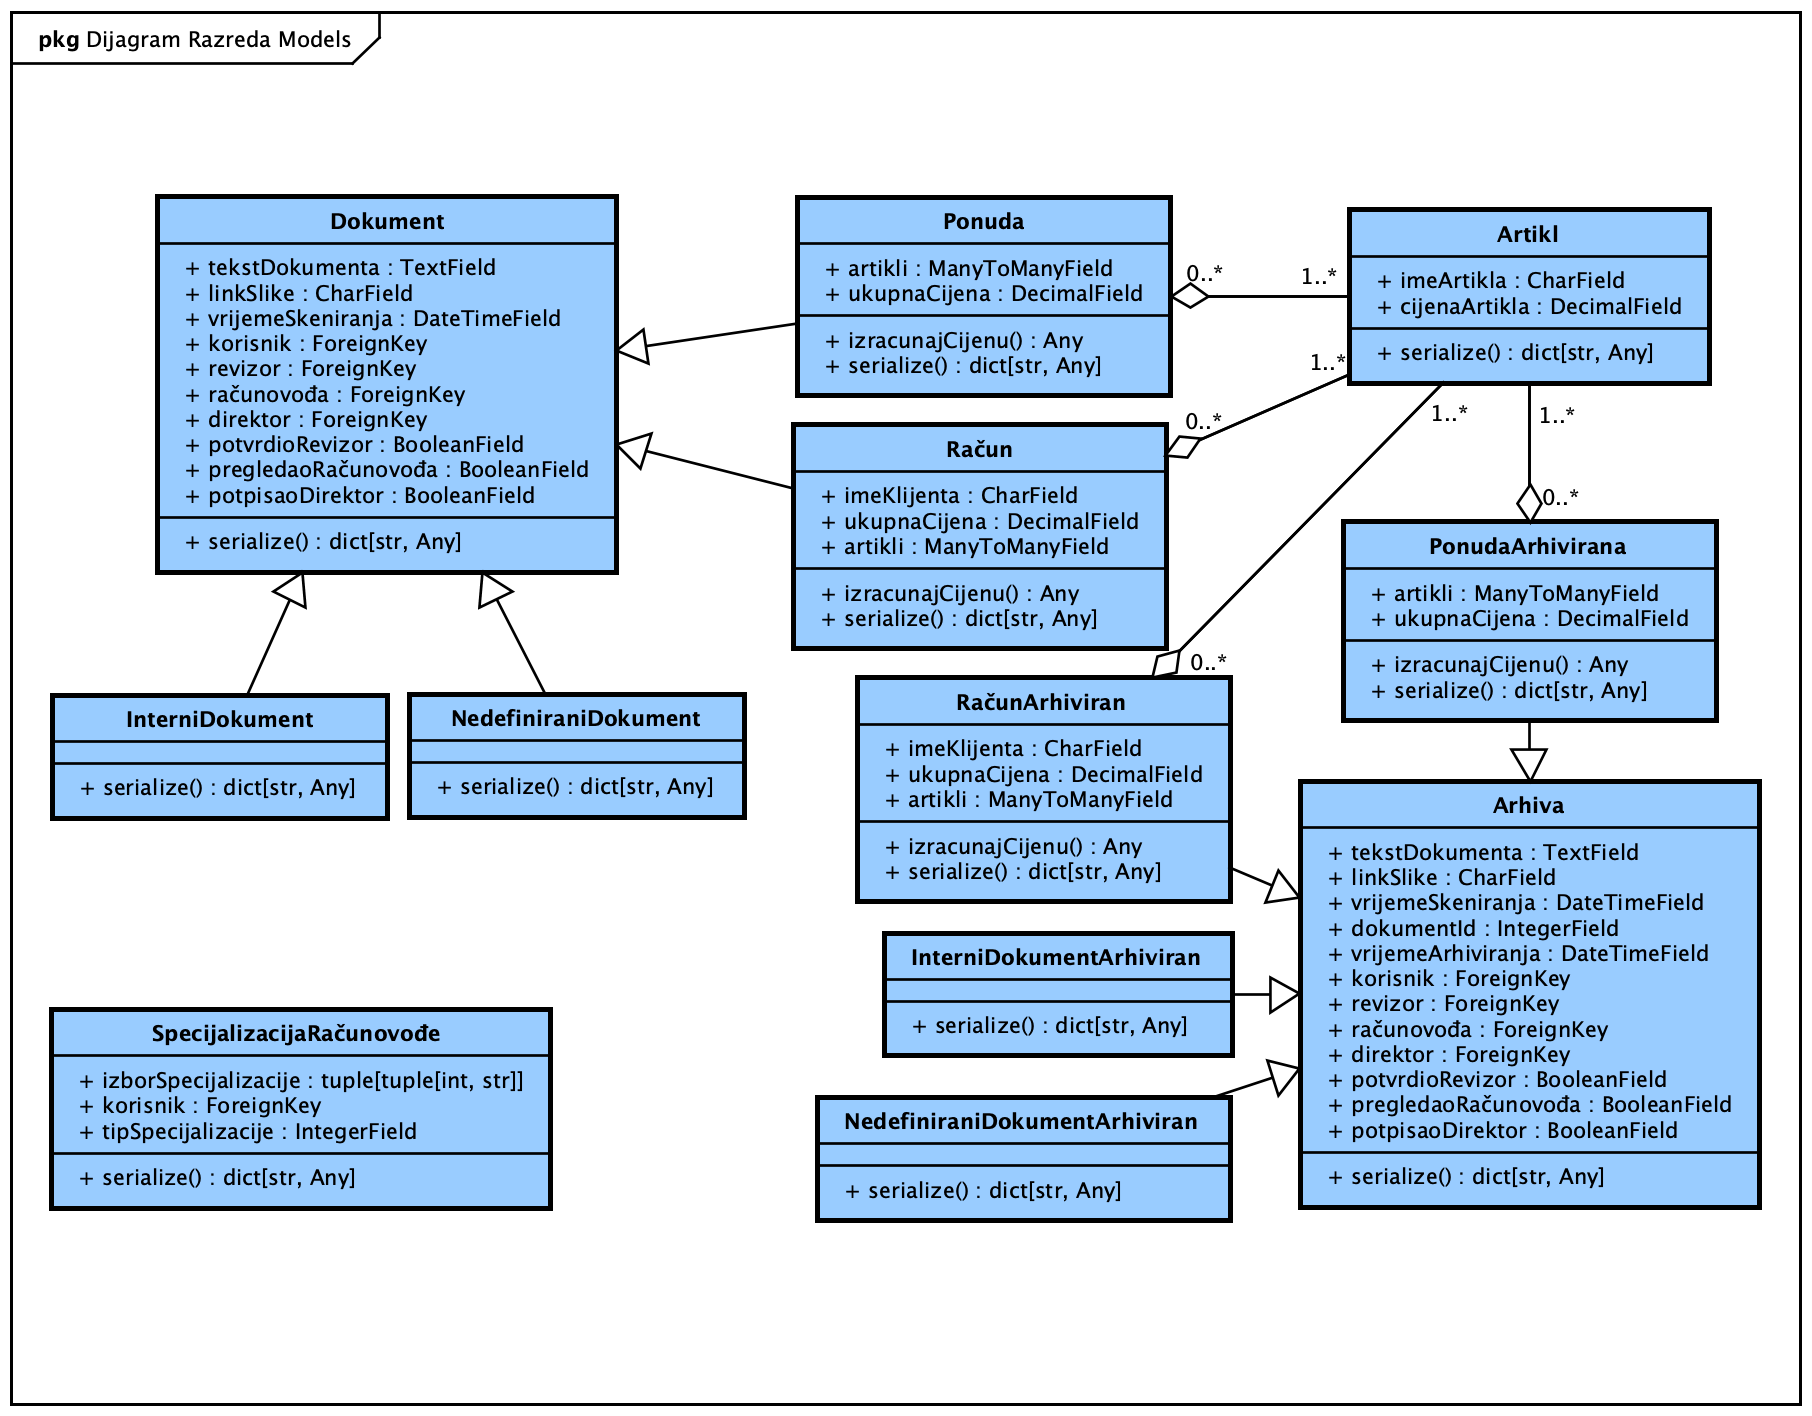 pkg Dijagram Razreda Models
Dokument
+ tekstDokumenta : TextField
+ linkSlike : CharField
+ vrijemeSkeniranja : DateTimeField
+ korisnik : ForeignKey
+ revizor : ForeignKey
+ računovođa : ForeignKey
+ direktor : ForeignKey
+ potvrdioRevizor : BooleanField
+ pregledaoRačunovođa : BooleanField
+ potpisaoDirektor : BooleanField
+ serialize() : dict[str, Any]
Ponuda
+ artikli : ManyToManyField
+ ukupnaCijena : DecimalField
+ izracunajCijenu() : Any
+ serialize() : dict[str, Any]
0..*
1..*
Artikl
+ imeArtikla : CharField
+ cijenaArtikla : DecimalField
+ serialize() : dict[str, Any]
1..*
0..*
1..*
1..*
Račun
+ imeKlijenta : CharField
+ ukupnaCijena : DecimalField
+ artikli : ManyToManyField
+ izracunajCijenu() : Any
+ serialize() : dict[str, Any]
0..*
0..*
PonudaArhivirana
+ artikli : ManyToManyField
+ ukupnaCijena : DecimalField
+ izracunajCijenu() : Any
+ serialize() : dict[str, Any]
InterniDokument
+ serialize() : dict[str, Any]
NedefiniraniDokument
+ serialize() : dict[str, Any]
RačunArhiviran
+ imeKlijenta : CharField
+ ukupnaCijena : DecimalField
+ artikli : ManyToManyField
+ izracunajCijenu() : Any
+ serialize() : dict[str, Any]
Arhiva
+ tekstDokumenta : TextField
+ linkSlike : CharField
+ vrijemeSkeniranja : DateTimeField
+ dokumentId : IntegerField
+ vrijemeArhiviranja : DateTimeField
+ korisnik : ForeignKey
+ revizor : ForeignKey
+ računovođa : ForeignKey
+ direktor : ForeignKey
+ potvrdioRevizor : BooleanField
+ pregledaoRačunovođa : BooleanField
+ potpisaoDirektor : BooleanField
+ serialize() : dict[str, Any]
InterniDokumentArhiviran
+ serialize() : dict[str, Any]
SpecijalizacijaRačunovođe
+ izborSpecijalizacije : tuple[tuple[int, str]]
+ korisnik : ForeignKey
+ tipSpecijalizacije : IntegerField
+ serialize() : dict[str, Any]
NedefiniraniDokumentArhiviran
+ serialize() : dict[str, Any]